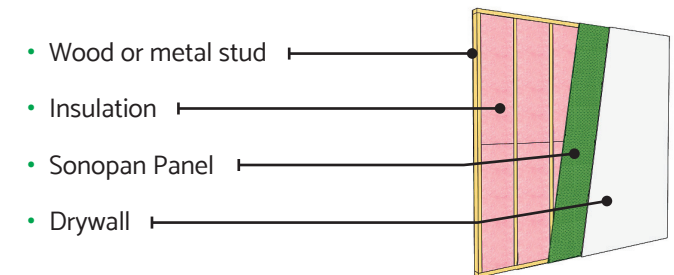 • Wood or metal stud
• Insulation
• Sonopan Panel
• Drywall